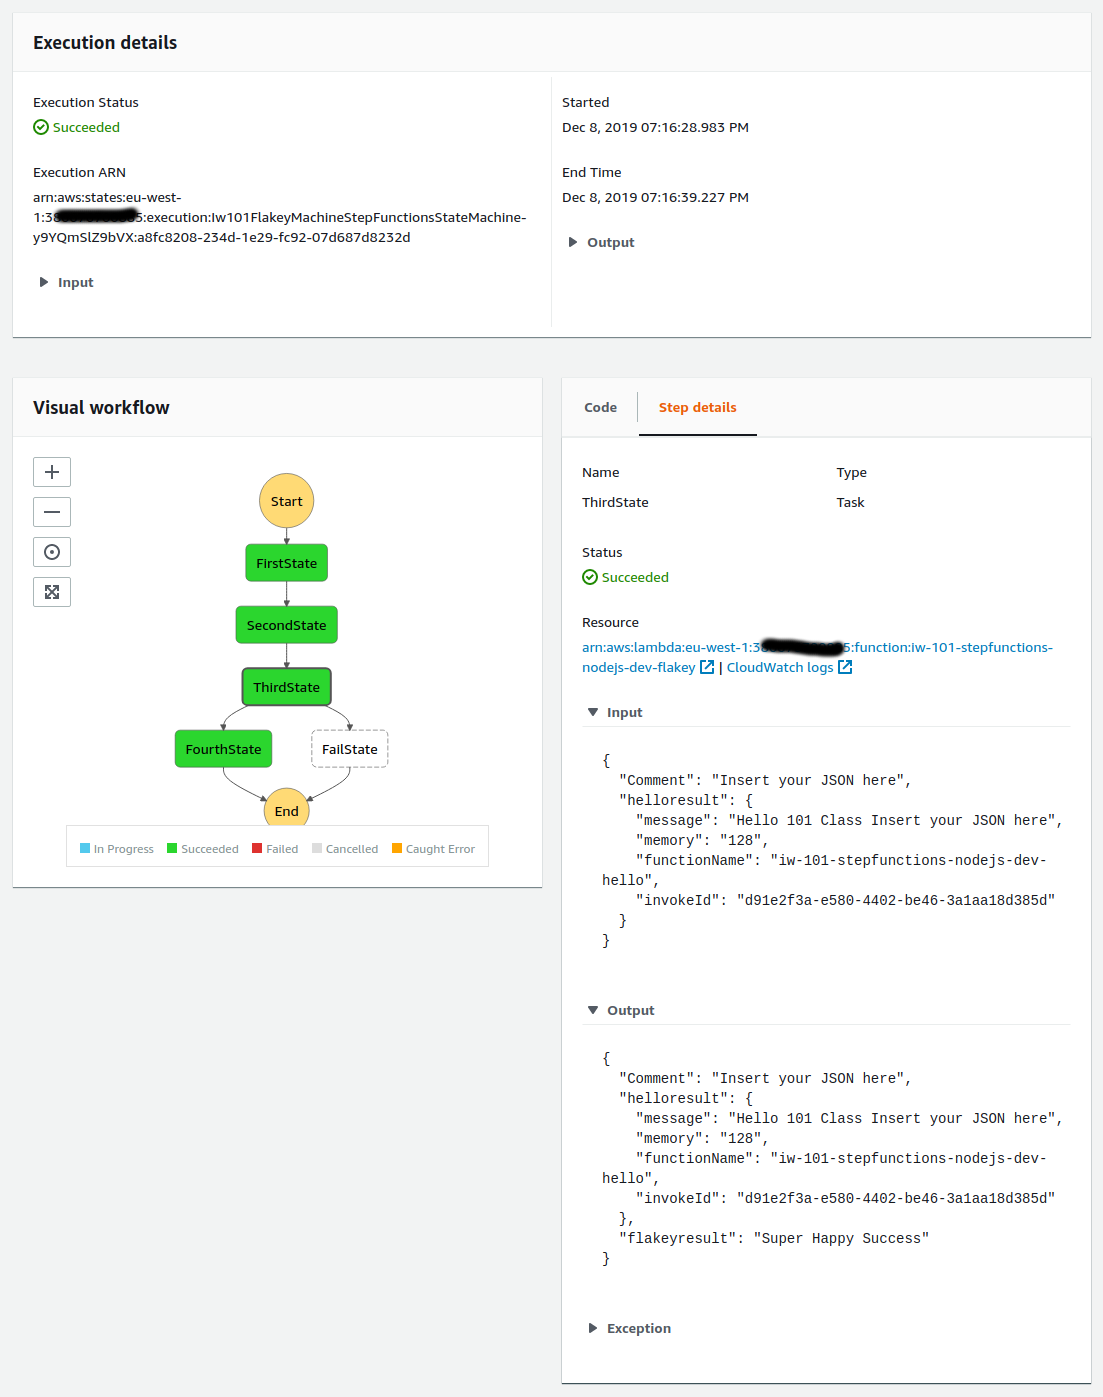 Execution details
Execution Status
Succeeded
Execution ARN
arn:aws:states:eu-west-
1:3 5:execution:Iw101FlakeyMachineStepFunctionsStateMachine-
y9YQmSlZ9bVX:a8fc8208-234d-1e29-fc92-07d687d8232d
Input
Started
Dec 8, 2019 07:16:28.983 PM
End Time
Dec 8, 2019 07:16:39.227 PM
Output
Visual workflow
Start
FirstState
SecondState
ThirdState
FourthState
FailState
End
In Progress
Succeeded
Failed
Cancelled
Caught Error
Code
Step details
Name
Type
ThirdState
Task
Status
Succeeded
Resource
arn:aws:lambda:eu-west-1:3 5:function:iw-101-stepfunctions-
nodejs-dev-flakey | CloudWatch logs
Input
{
"Comment": "Insert your JSON here",
"helloresult": {
"message": "Hello 101 Class Insert your JSON here",
"memory": "128",
"functionName": "iw-101-stepfunctions-nodejs-dev-
hello",
"invokeId": "d91e2f3a-e580-4402-be46-3a1aa18d385d"
}
}
Output
{
"Comment": "Insert your JSON here",
"helloresult": {
"message": "Hello 101 Class Insert your JSON here",
"memory": "128",
"functionName": "iw-101-stepfunctions-nodejs-dev-
hello",
"invokeId": "d91e2f3a-e580-4402-be46-3a1aa18d385d"
},
"flakeyresult": "Super Happy Success"
}
Exception